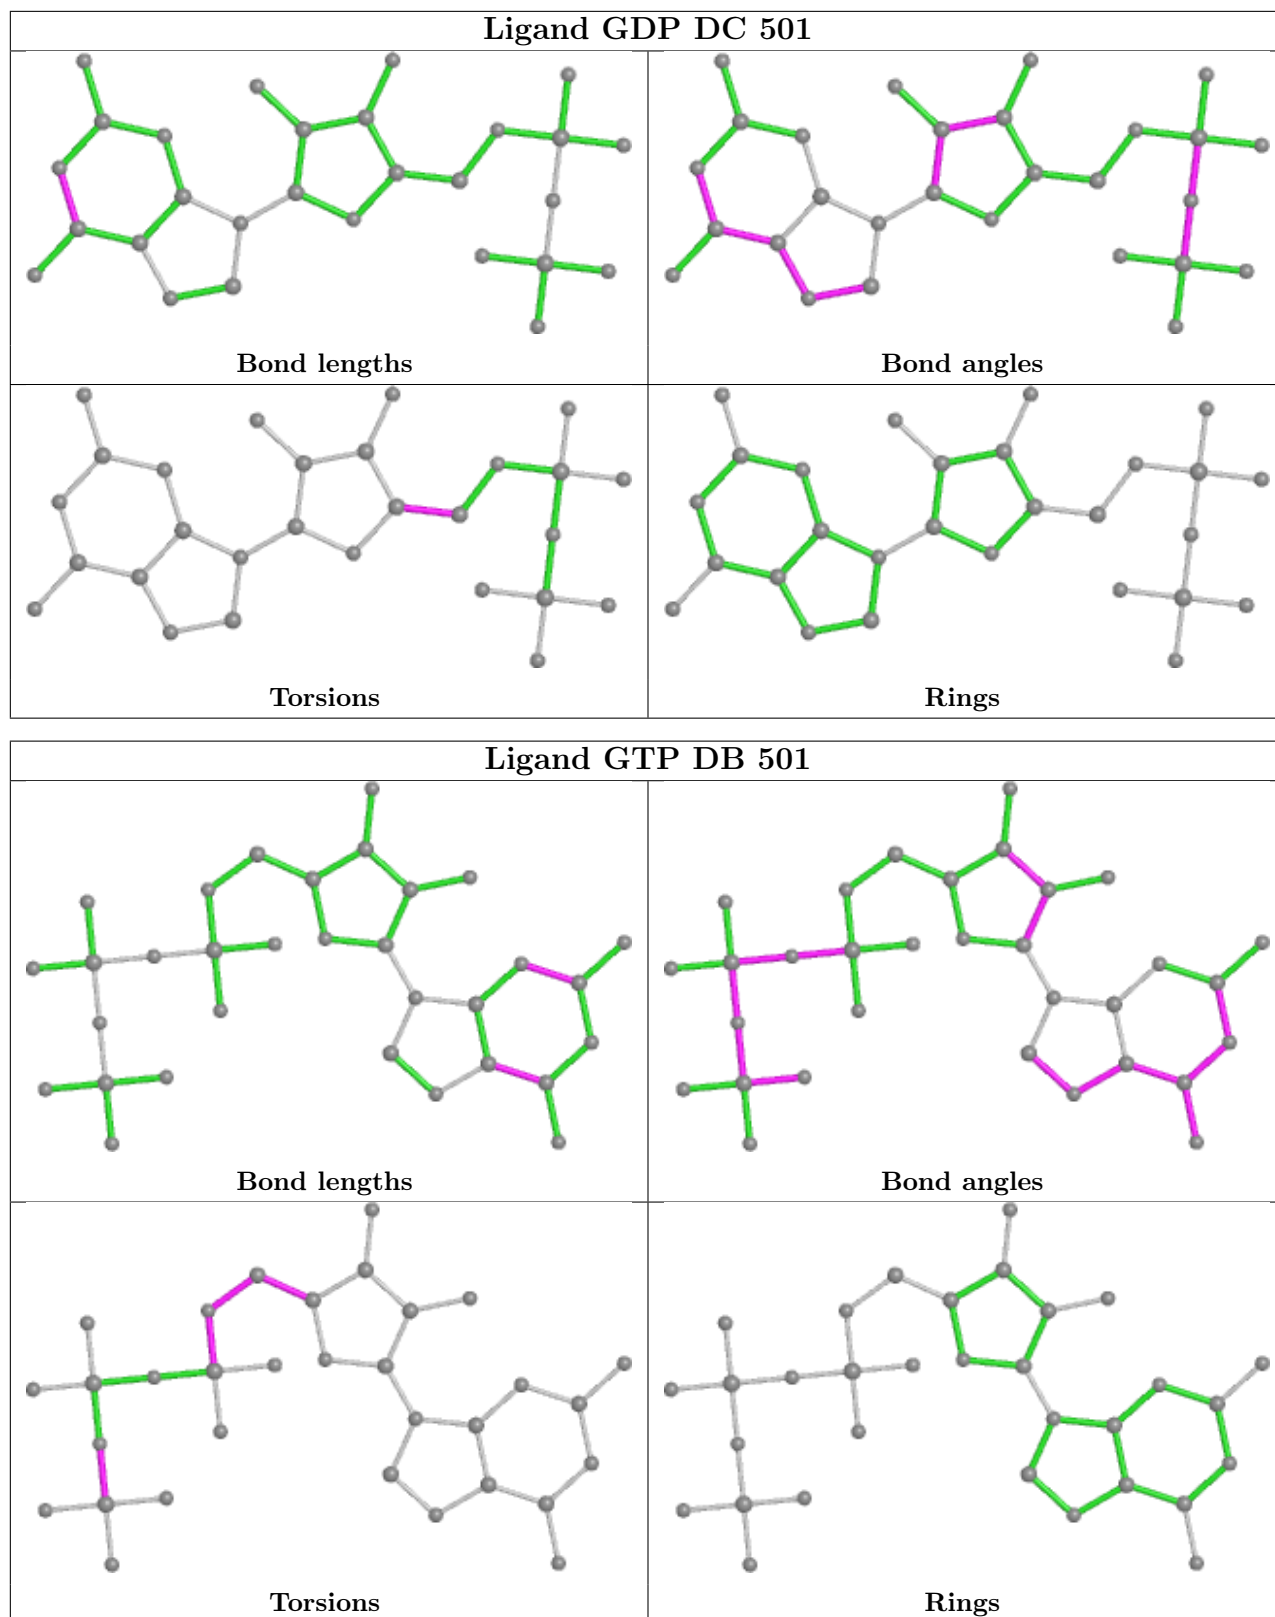 Ligand GDP DC 501
Bond lengths
Bond angles
Torsions
Rings
Ligand GTP DB 501
Bond lengths
Bond angles
Torsions
Rings